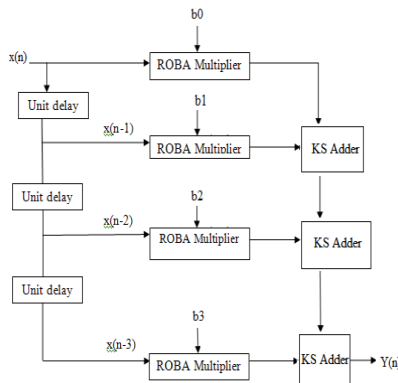 b0
x(n)
ROBA Multiplier
Unit delay
b1
x(n-1)
ROBA Multiplier
KS Adder
Unit delay
b2
x(n-2)
ROBA Multiplier
KS Adder
Unit delay
b3
x(n-3)
ROBA Multiplier
KS Adder
Y(n)